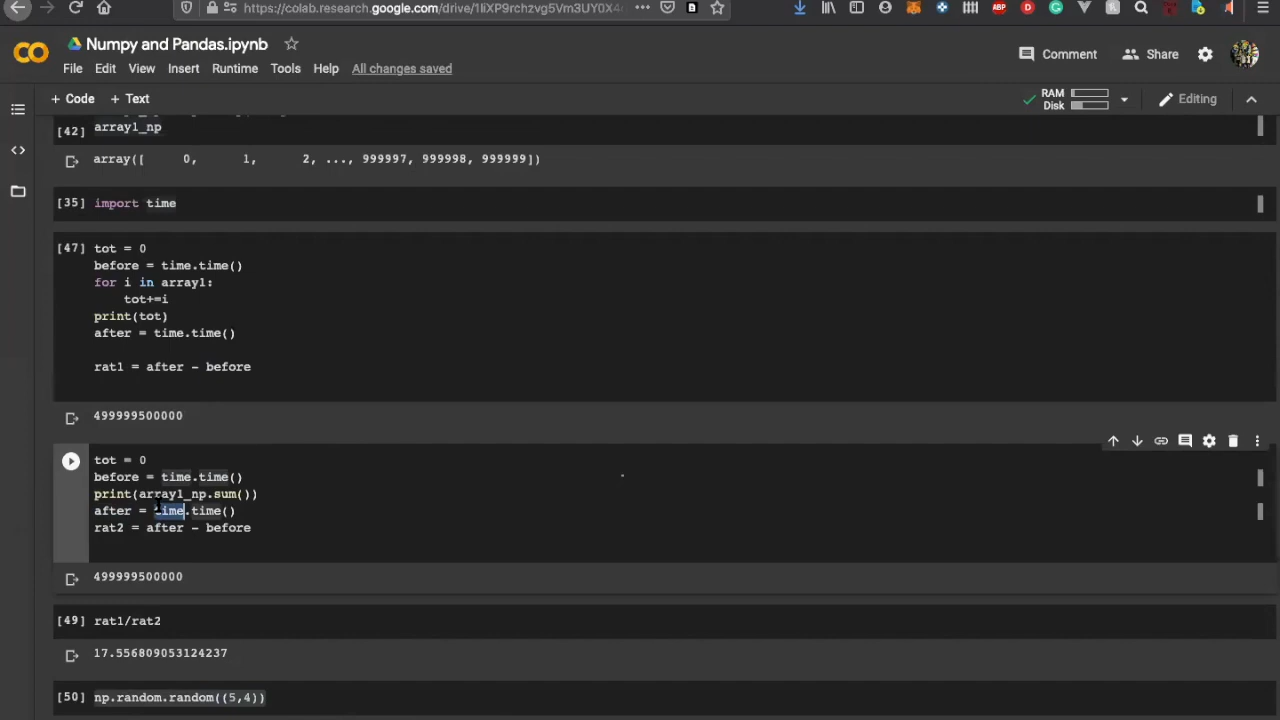 https://colab.research.google.com/drive/1IiXP9rchzvg5Vm3UY0X4
Numpy and Pandas.ipynb
Comment
Share
File Edit View Insert Runtime Tools Help All changes saved
+ Code + Text
RAM
Disk
Editing
[42] array1_np
array([ 0, 1, 2, ..., 999997, 999998, 999999])
[35] import time
[47] tot = 0
before = time.time()
for i in array1:
tot+=i
print(tot)
after = time.time()
rat1 = after - before
499999500000
tot = 0
before = time.time()
print(array1_np.sum())
after = time.time()
rat2 = after - before
499999500000
[49] rat1/rat2
17.556809053124237
[50] np.random.random((5,4))